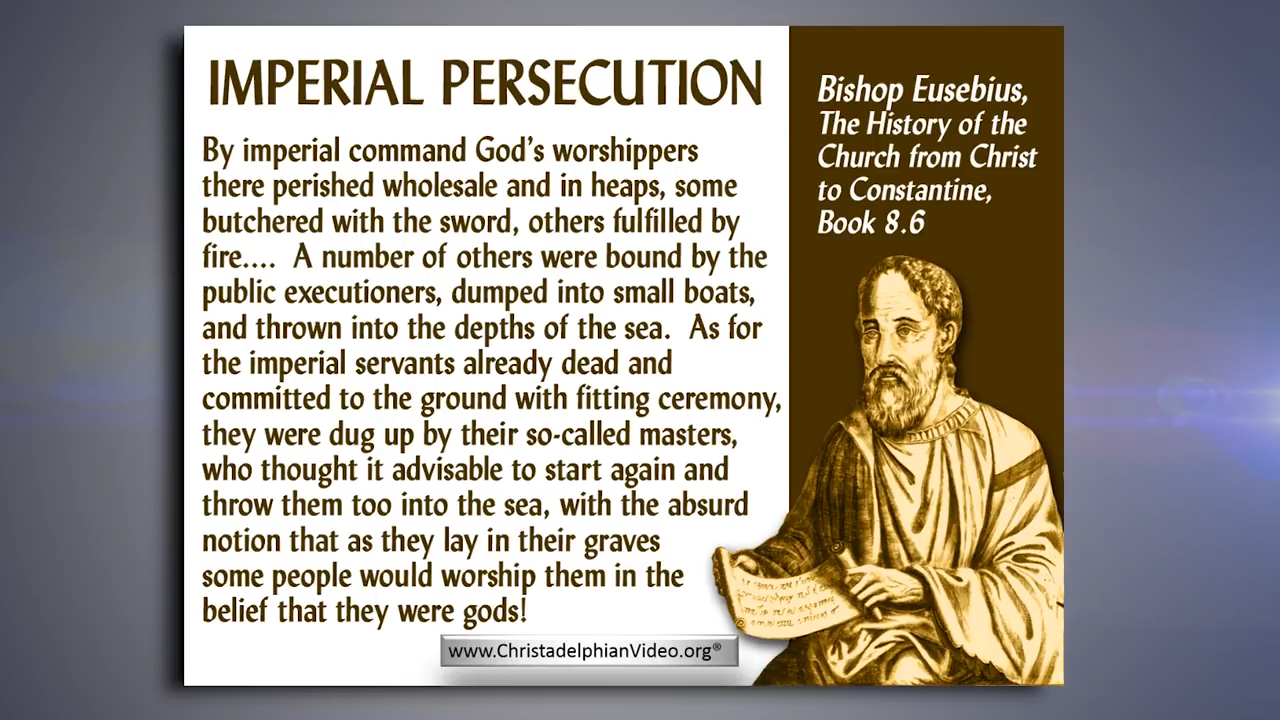 IMPERIAL PERSECUTION
By imperial command God's worshippers
there perished wholesale and in heaps, some
butchered with the sword, others fulfilled by
fire.... A number of others were bound by the
public executioners, dumped into small boats,
and thrown into the depths of the sea. As for
the imperial servants already dead and
committed to the ground with fitting ceremony,
they were dug up by their so-called masters,
who thought it advisable to start again and
throw them too into the sea, with the absurd
notion that as they lay in their graves
some people would worship them in the
belief that they were gods!
Bishop Eusebius,
The History of the
Church from Christ
to Constantine,
Book 8.6
www.ChristadelphianVideo.org®